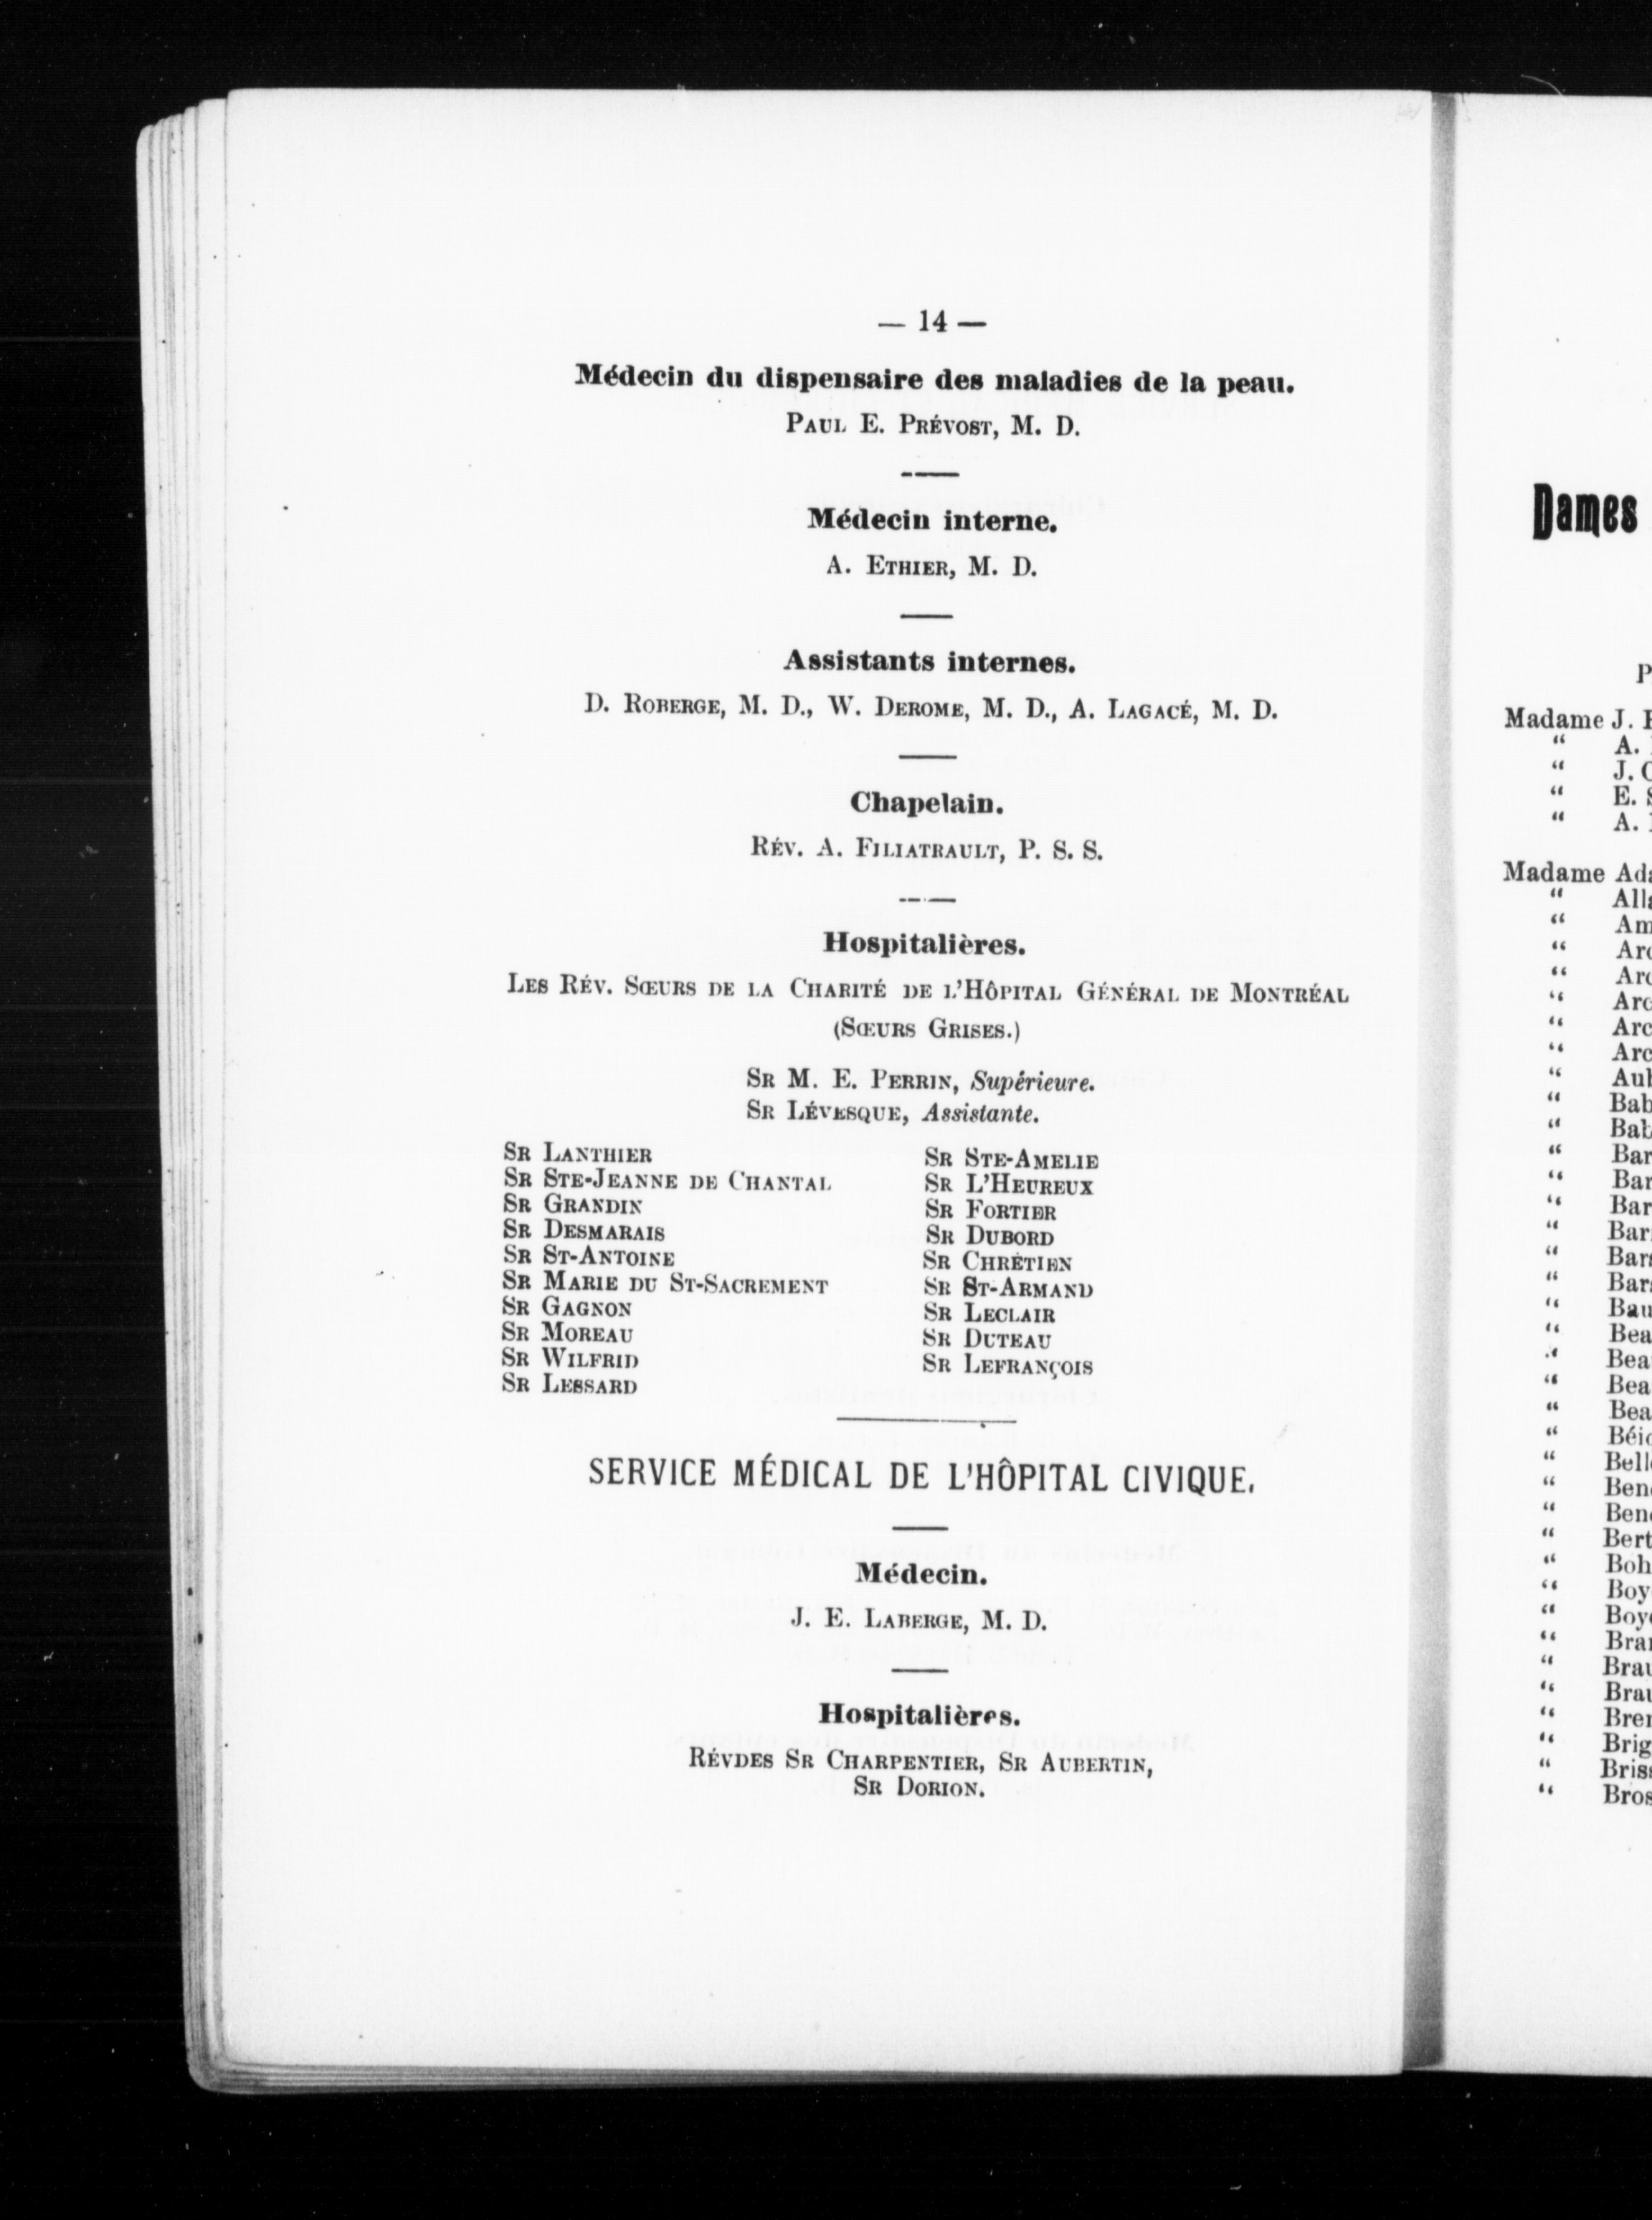 — 14 —
Médecin du dispensaire des maladies de la peau.
PAUL E. PRÉVOST, M. D.
Médecin interne.
A. ETHIER, M. D.
Assistants internes.
D. ROBERGE, M. D., W. DEROME, M. D., A. LAGACÉ, M. D.
Chapelain.
RÉV. A. FILIATRAULT, P. S. S.
Hospitalières.
LES RÉV. SŒURS DE LA CHARITÉ DE L'HÔPITAL GÉNÉRAL DE MONTRÉAL
(SŒURS GRISES.)
SR M. E. PERRIN, Supérieure.
SR LÉVESQUE, Assistante.
SR LANTHIER
SR STE-JEANNE DE CHANTAL
SR GRANDIN
SR DESMARAIS
SR ST-ANTOINE
SR MARIE DU ST-SACREMENT
SR GAGNON
SR MOREAU
SR WILFRID
SR LESSARD
SR STE-AMELIE
SR L'HEUREUX
SR FORTIER
SR DUBORD
SR CHRÉTIEN
SR ST-ARMAND
SR LECLAIR
SR DUTEAU
SR LEFRANÇOIS
SERVICE MÉDICAL DE L'HÔPITAL CIVIQUE.
Médecin.
J. E. LABERGE, M. D.
Hospitalières.
RÉVDES SR CHARPENTIER, SR AUBERTIN,
SR DORION.
Dames
Madame J.
" A.
" J.
" E.
" A.
Madame